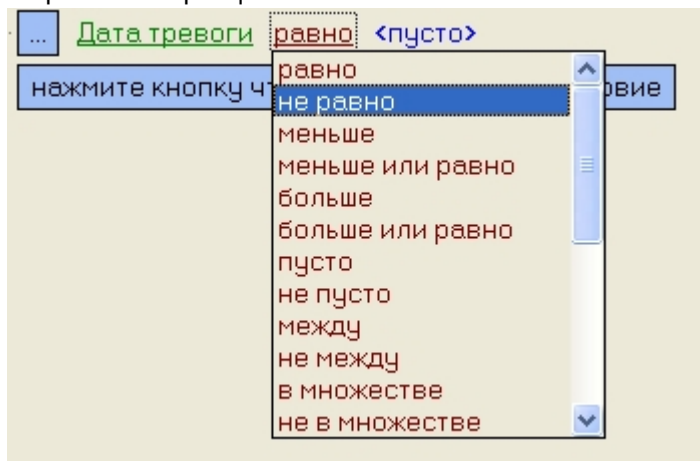 ... Дата тревоги равно <пусто>
равно
нажмите кнопку ч овие
не равно
меньше
меньше или равно
больше
больше или равно
пусто
не пусто
между
не между
в множестве
не в множестве